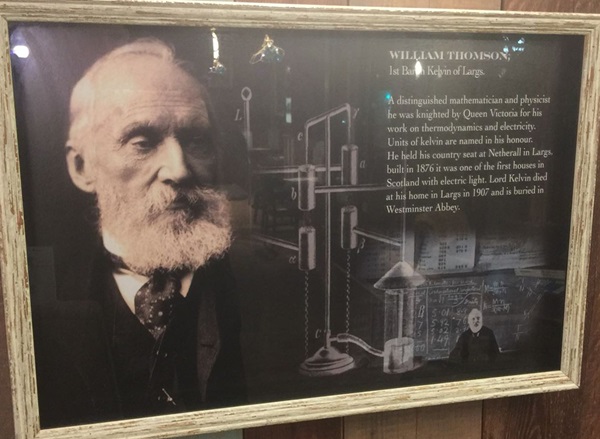 WILLIAM THOMSON,
1st Baron Kelvin of Largs.
A distinguished mathematician and physicist
he was knighted by Queen Victoria for his
work on thermodynamics and electricity.
Units of kelvin are named in his honour.
He held his country seat at Netherall in Largs,
built in 1876 it was one of the first houses in
Scotland with electric light. Lord Kelvin died
at his home in Largs in 1907 and is buried in
Westminster Abbey.
L
e
f
a
b